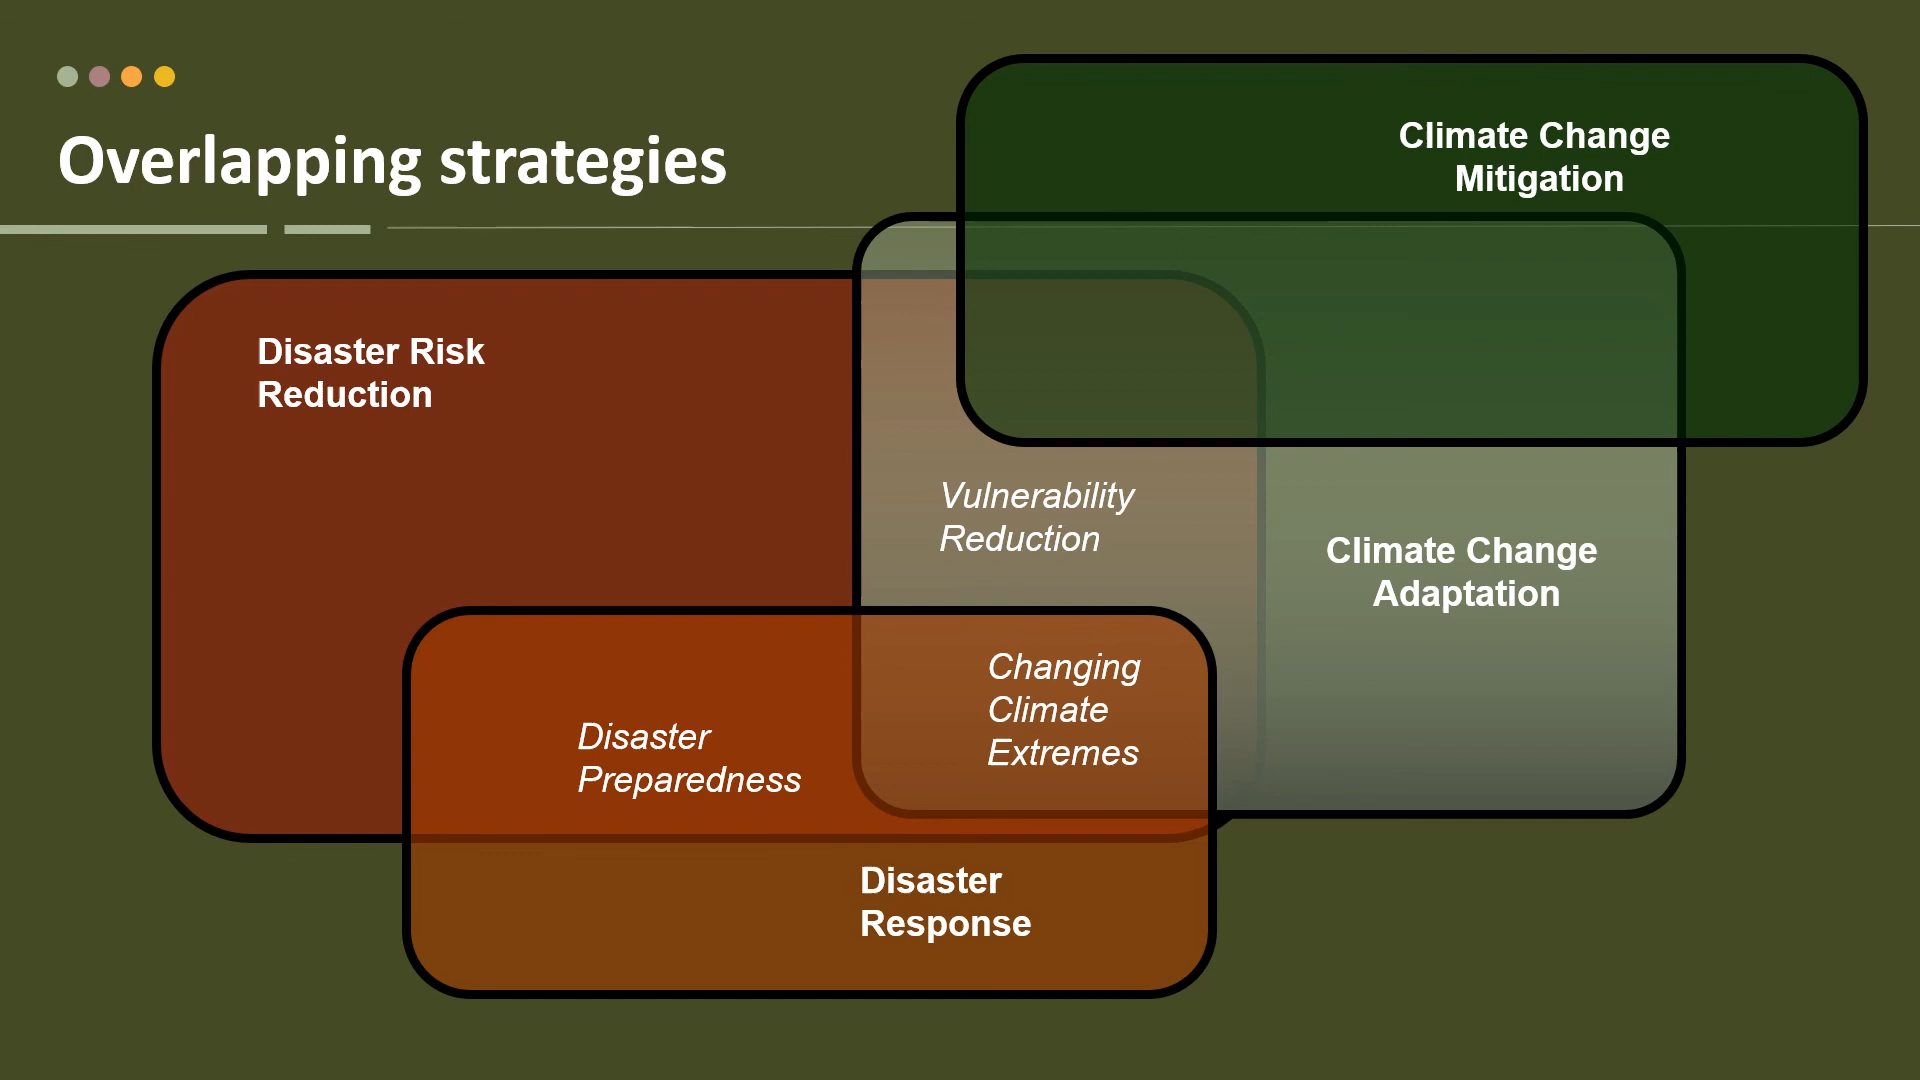 Overlapping strategies
Climate Change
Mitigation
Disaster Risk
Reduction
Vulnerability
Reduction
Climate Change
Adaptation
Changing
Climate
Extremes
Disaster
Preparedness
Disaster
Response